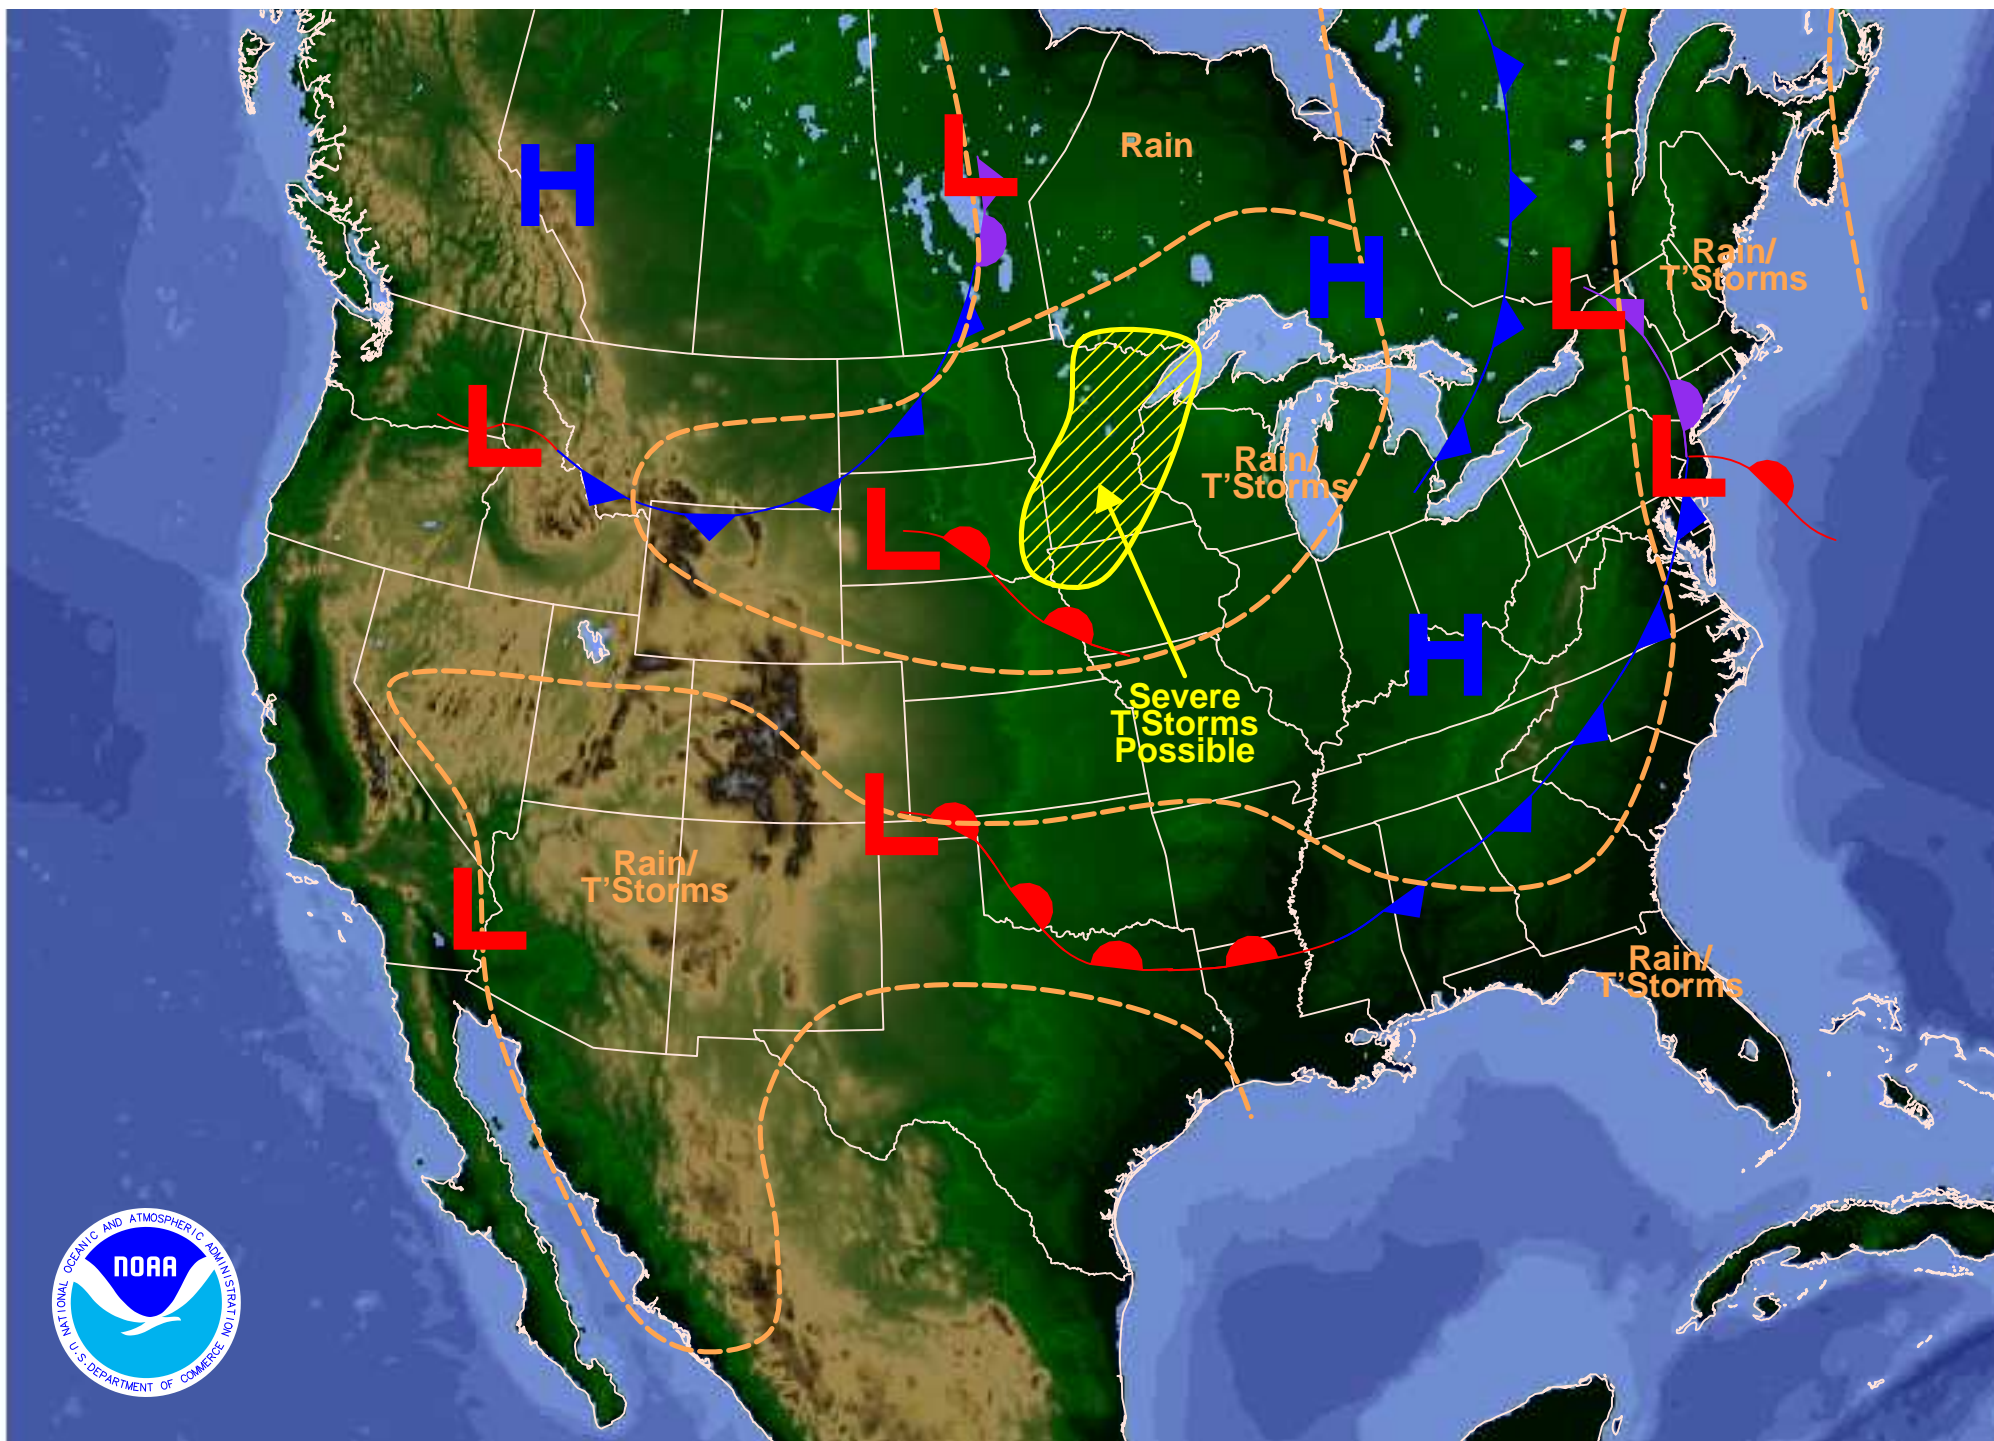 H
L
Rain
Rain/
T'Storms
H
L
L
L
Rain/
T'Storms
L
L
H
Severe
T'Storms
Possible
L
Rain/
T'Storms
L
Rain/
T'Storms
NATIONAL OCEANIC AND ATMOSPHERIC ADMINISTRATION
NOAA
U.S. DEPARTMENT OF COMMERCE